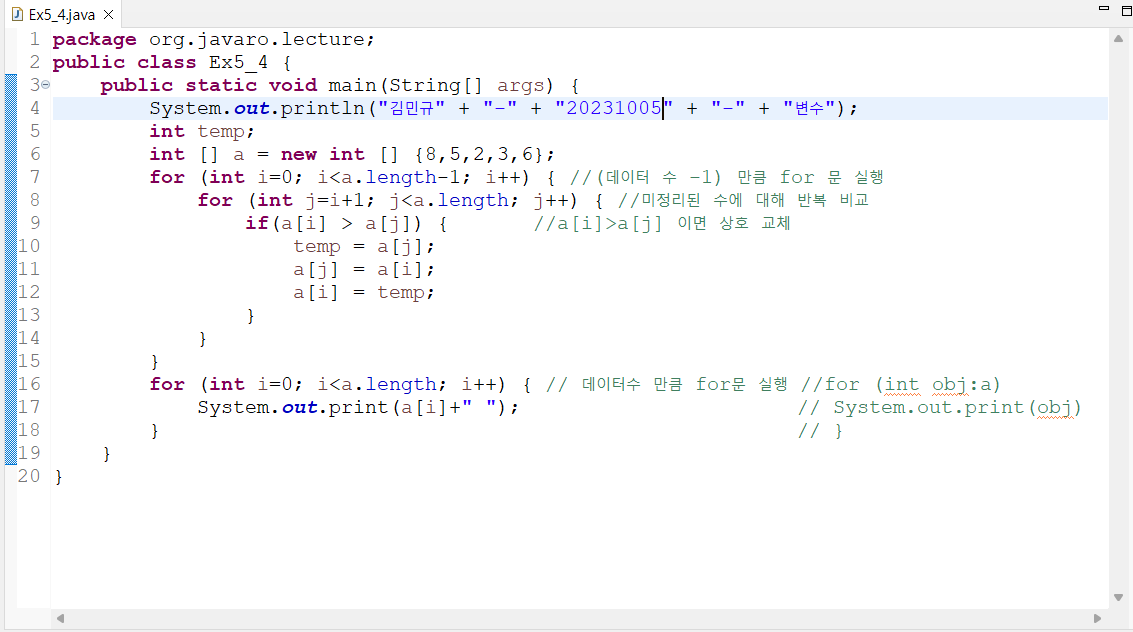 Ex5_4.java
1 package org.javaro.lecture;
2 public class Ex5_4 {
3 public static void main(String[] args) {
4 System.out.println("김민규" + "-" + "20231005" + "-" + "변수");
5 int temp;
6 int [] a = new int [] {8,5,2,3,6};
7 for (int i=0; i<a.length-1; i++) { //(데이터 수 -1) 만큼 for 문 실행
8 for (int j=i+1; j<a.length; j++) { //미정리된 수에 대해 반복 비교
9 if(a[i] > a[j]) { //a[i]>a[j] 이면 상호 교체
10 temp = a[j];
11 a[j] = a[i];
12 a[i] = temp;
13 }
14 }
15 }
16 for (int i=0; i<a.length; i++) { // 데이터수 만큼 for문 실행 //for (int obj:a)
17 System.out.print(a[i]+" "); // System.out.print(obj)
18 } // }
19 }
20 }